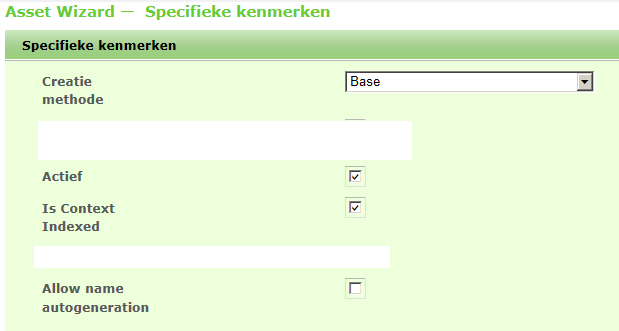 Asset Wizard — Specifieke kenmerken
Specifieke kenmerken
Creatie
methode
Base
Actief
Is Context
Indexed
Allow name
autogeneration